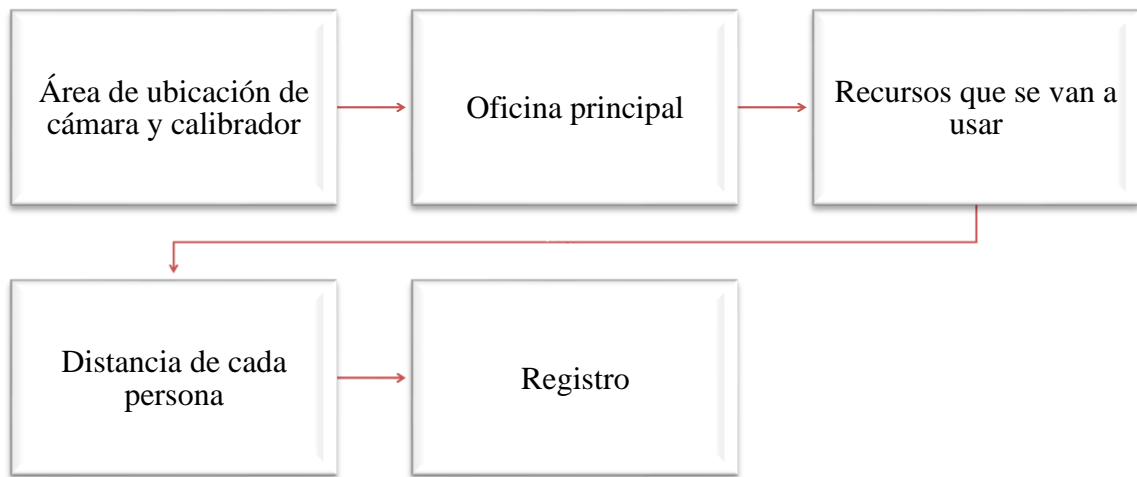 Área de ubicación de
cámara y calibrador
Oficina principal
Recursos que se van a
usar
Distancia de cada
persona
Registro